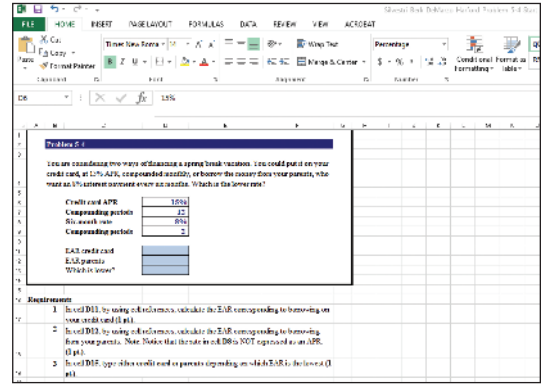 FILE HOME INSERT PAGE LAYOUT FORMULAS DATA REVIEW VIEW ACROBAT
Cut
Copy
Format Painter
Paste
Times New Roma
Wrap Text
Merge & Center
Percentage
Conditional Format as
Formatting Table
Clipboard Font Alignment Number
D6 15%
Problem 5-4
You are considering two ways of financing a spring break vacation. You could put it on your
credit card, at 15% APR, compounded monthly, or borrow the money from your parents, who
want an 8% interest payment every six months. Which is the lower rate?
Credit card APR 15%
Compounding periods 12
Six-month rate 8%
Compounding periods 2
EAR credit card
EAR parents
Which is lower?
Requirements
1 In cell D11, by using cell references, calculate the EAR corresponding to borrowing on
your credit card (1 pt.).
2 In cell D12, by using cell references, calculate the EAR corresponding to borrowing
from your parents. Note: Notice that the rate in cell D8 is NOT expressed as an APR.
(1 pt.).
3 In cell type either credit card or parents depending on which EAR is the lowest (1
pt.).